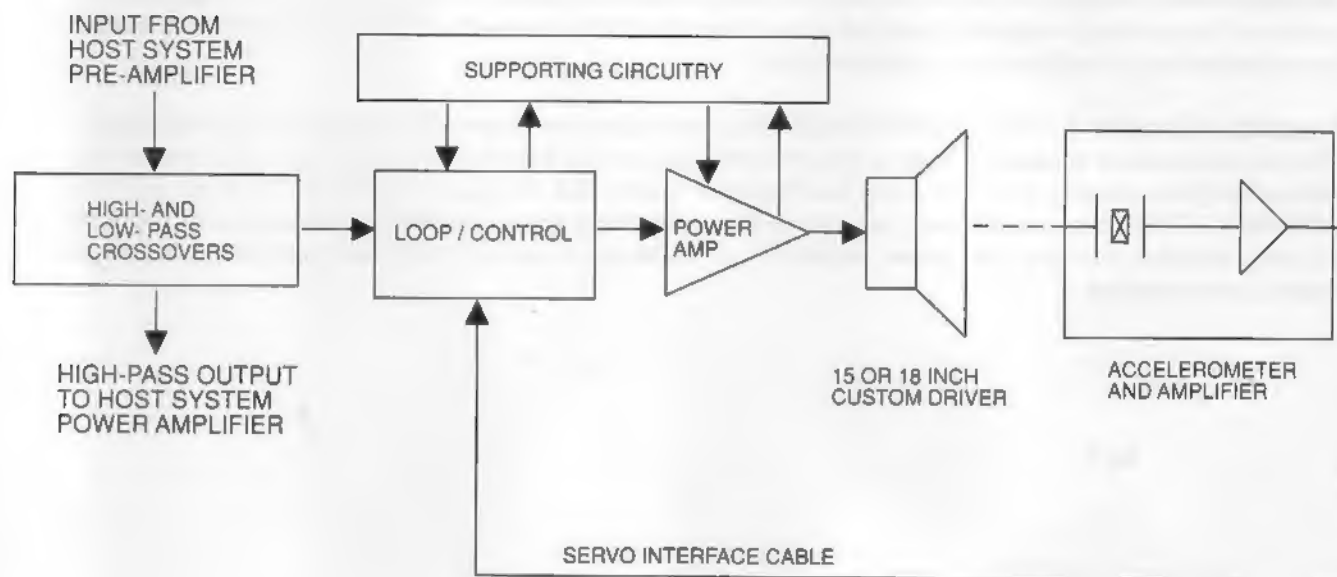 INPUT FROM
HOST SYSTEM
PRE-AMPLIFIER
SUPPORTING CIRCUITRY
HIGH- AND
LOW- PASS
CROSSOVERS
LOOP / CONTROL
POWER
AMP
HIGH-PASS OUTPUT
TO HOST SYSTEM
POWER AMPLIFIER
15 OR 18 INCH
CUSTOM DRIVER
ACCELEROMETER
AND AMPLIFIER
SERVO INTERFACE CABLE